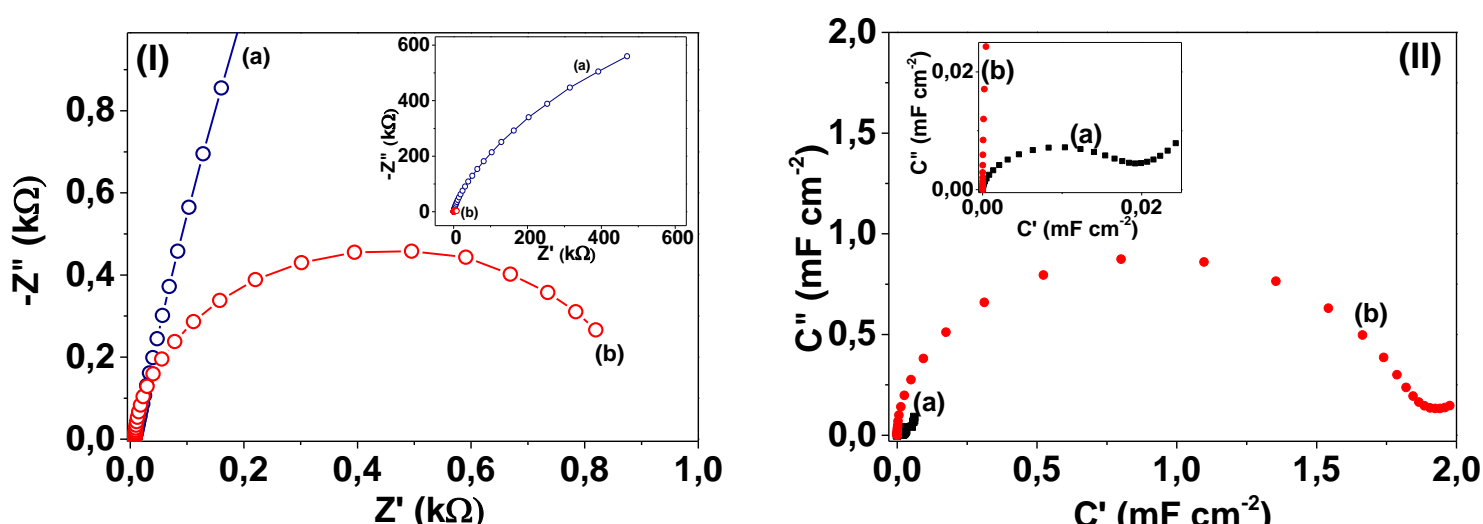 (I)
(a)
0,8
0,6
0,4
0,2
0,0
-Z" (kΩ)
(b)
0,0 0,2 0,4 0,6 0,8 1,0
Z' (kΩ)
600
400
200
0
-Z" (kΩ)
(a)
(b)
0 200 400 600
Z' (kΩ)
(II)
2,0
1,5
1,0
0,5
0,0
C" (mF cm-2)
(a)
(b)
0,0 0,5 1,0 1,5 2,0
C' (mF cm-2)
(b)
0,02
0,00
C" (mF cm-2)
(a)
0,00 0,02
C' (mF cm-2)